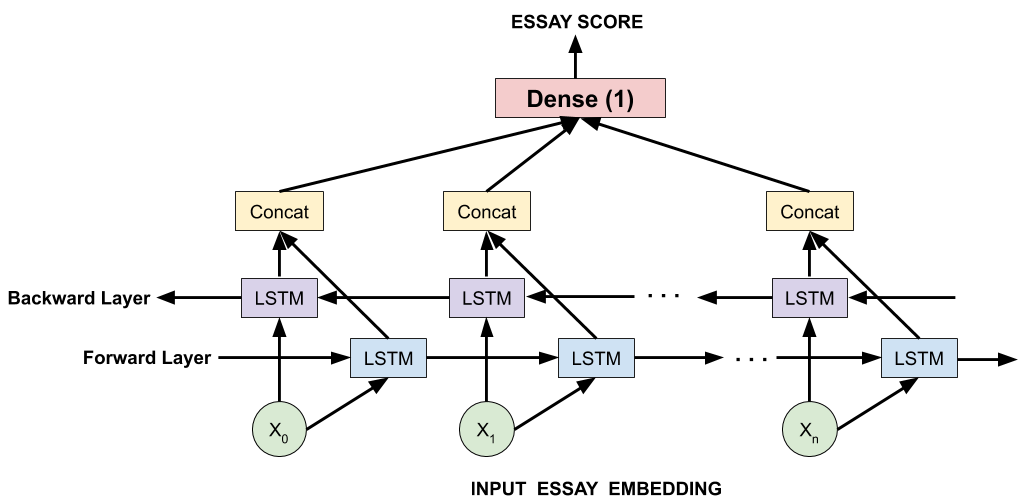 ESSAY SCORE
Dense (1)
Concat Concat Concat
Backward Layer LSTM LSTM . . . LSTM
Forward Layer LSTM LSTM . . . LSTM
X0 X1 Xn
INPUT ESSAY EMBEDDING